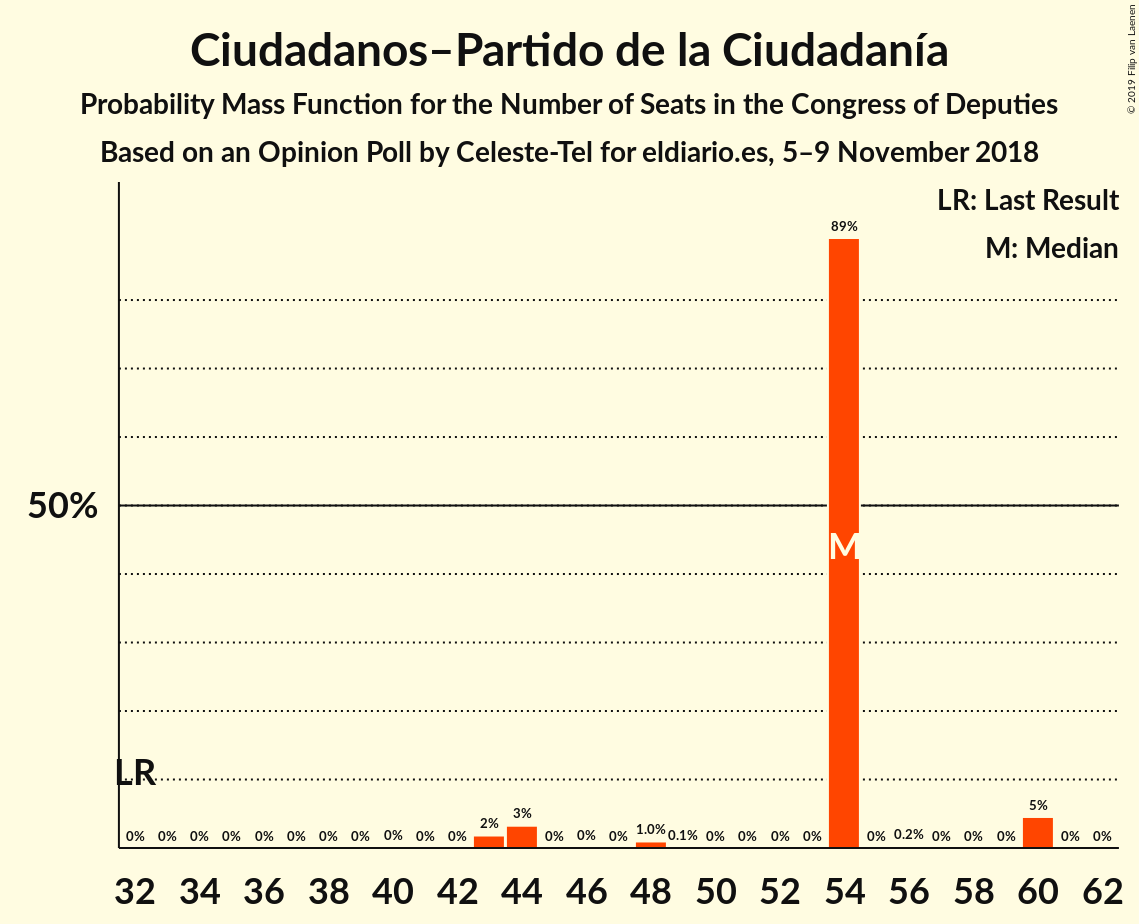 Ciudadanos–Partido de la Ciudadanía
Probability Mass Function for the Number of Seats in the Congress of Deputies
Based on an Opinion Poll by Celeste-Tel for eldiario.es, 5–9 November 2018
© 2019 Filip van Laenen
LR: Last Result
M: Median
89%
50%
M
LR
0% 0% 0% 0% 0% 0% 0% 0% 0% 0% 0% 2% 3% 0% 0% 0% 1.0% 0.1% 0% 0% 0% 0% 0% 0.2% 0% 0% 0% 5% 0% 0%
32 34 36 38 40 42 44 46 48 50 52 54 56 58 60 62